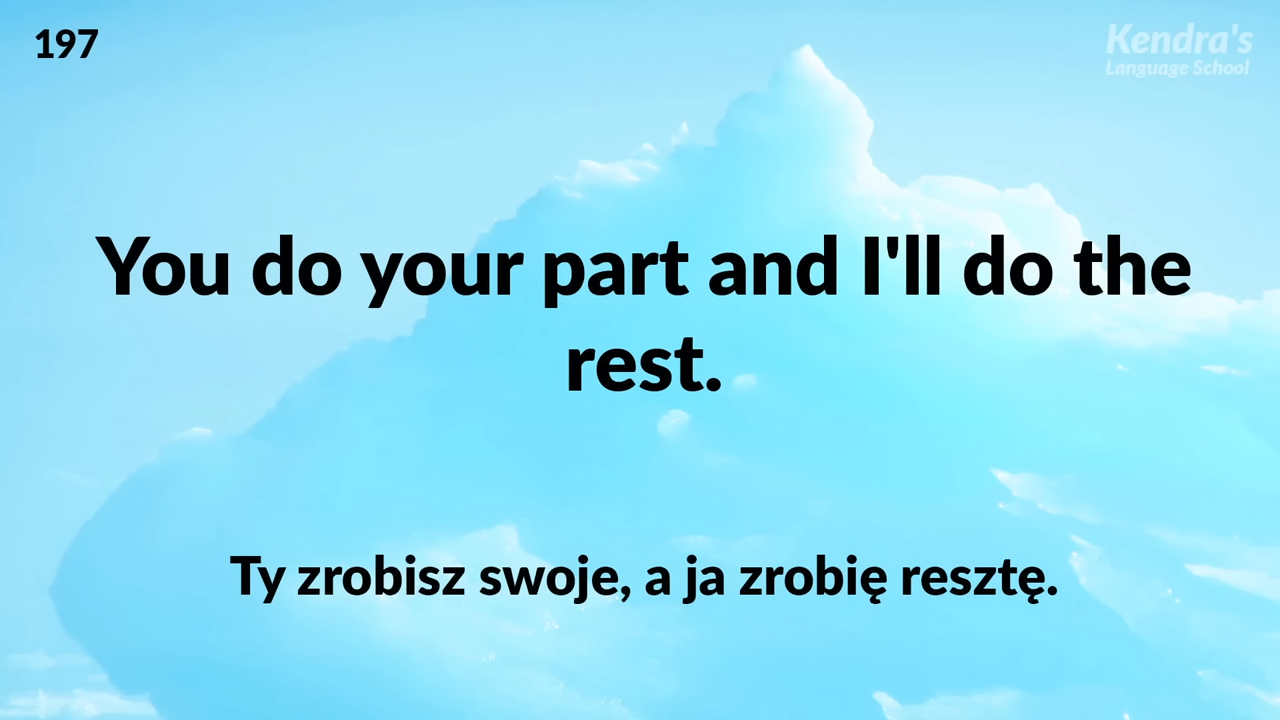 197
Kendra's
Language School
You do your part and I'll do the
rest.
Ty zrobisz swoje, a ja zrobię resztę.